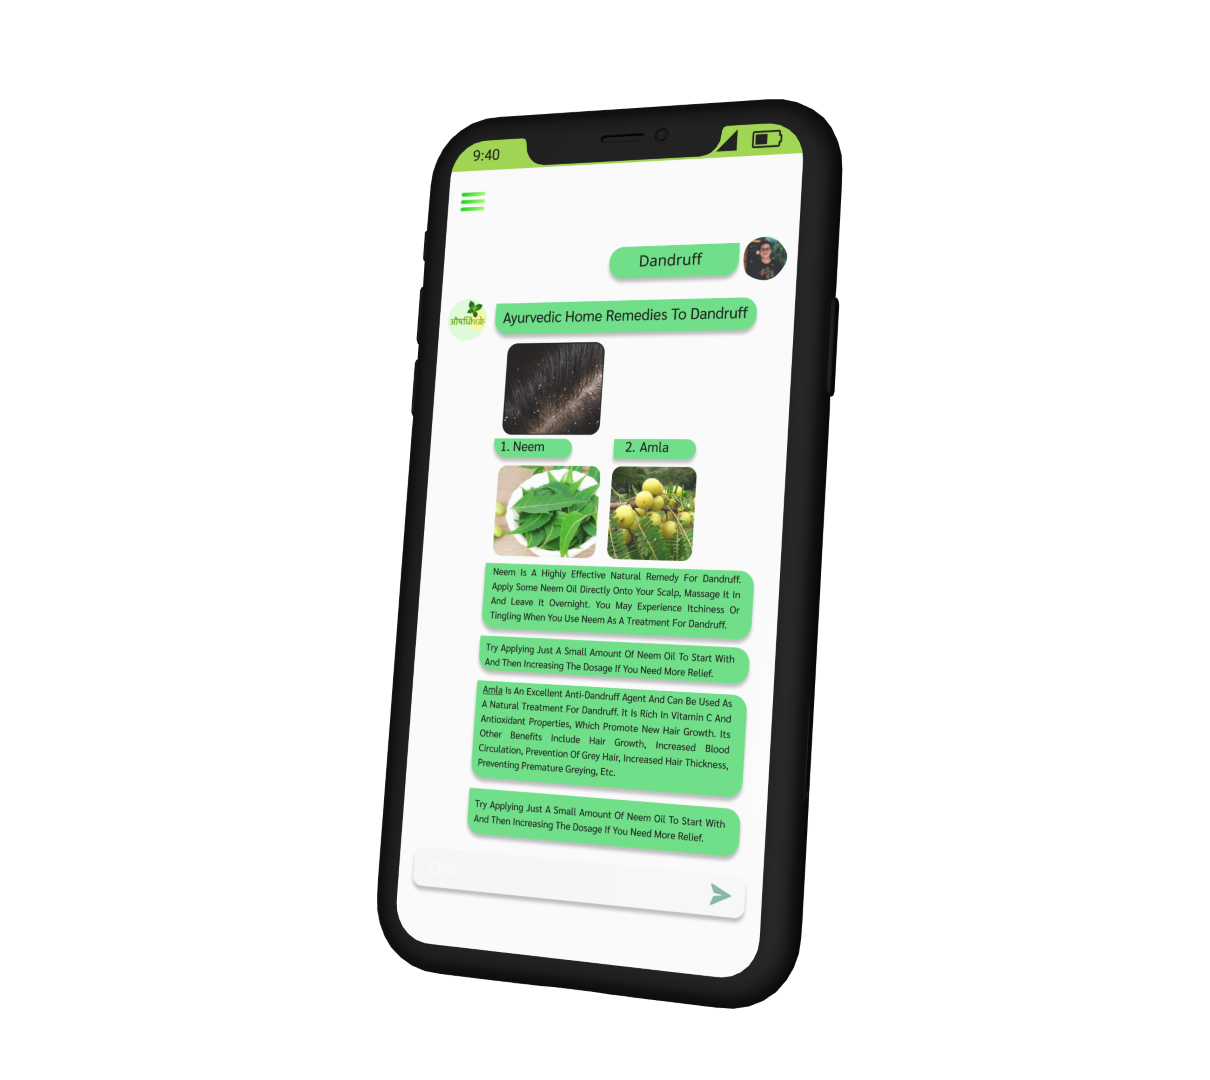 9:40
Dandruff
औषधितर्क
Ayurvedic Home Remedies To Dandruff
1. Neem
2. Amla
Neem Is A Highly Effective Natural Remedy For Dandruff.
Apply Some Neem Oil Directly Onto Your Scalp, Massage It In
And Leave It Overnight. You May Experience Itchiness Or
Tingling When You Use Neem As A Treatment For Dandruff.
Try Applying Just A Small Amount Of Neem Oil To Start With
And Then Increasing The Dosage If You Need More Relief.
Amla Is An Excellent Anti-Dandruff Agent And Can Be Used As
A Natural Treatment For Dandruff. It Is Rich In Vitamin C And
Antioxidant Properties, Which Promote New Hair Growth. Its
Other Benefits Include Hair Growth, Increased Blood
Circulation, Prevention Of Grey Hair, Increased Hair Thickness,
Preventing Premature Greying, Etc.
Try Applying Just A Small Amount Of Neem Oil To Start With
And Then Increasing The Dosage If You Need More Relief.